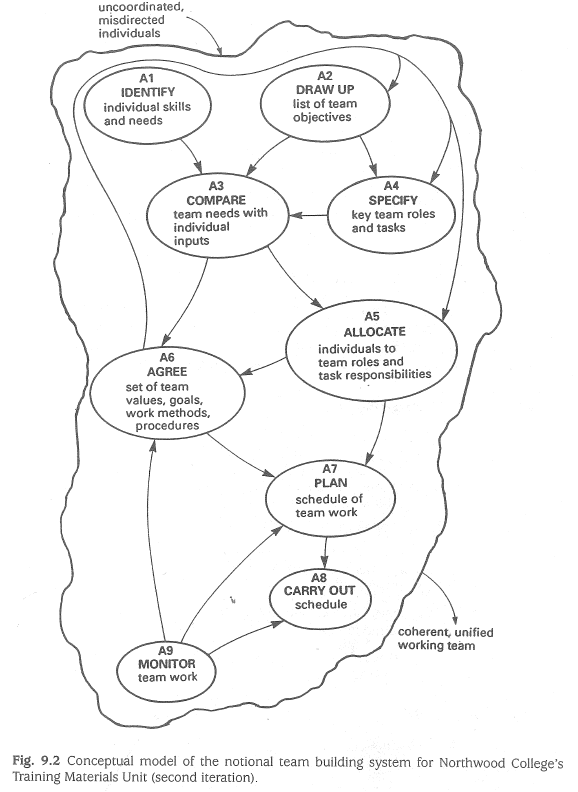 uncoordinated,
misdirected
individuals
A1
IDENTIFY
individual skills
and needs
A2
DRAW UP
list of team
objectives
A3
COMPARE
team needs with
individual
inputs
A4
SPECIFY
key team roles
and tasks
A5
ALLOCATE
individuals to
team roles and
task responsibilities
A6
AGREE
set of team
values, goals,
work methods,
procedures
A7
PLAN
schedule of
team work
A8
CARRY OUT
schedule
A9
MONITOR
team work
coherent, unified
working team
Fig. 9.2 Conceptual model of the notional team building system for Northwood College's
Training Materials Unit (second iteration).